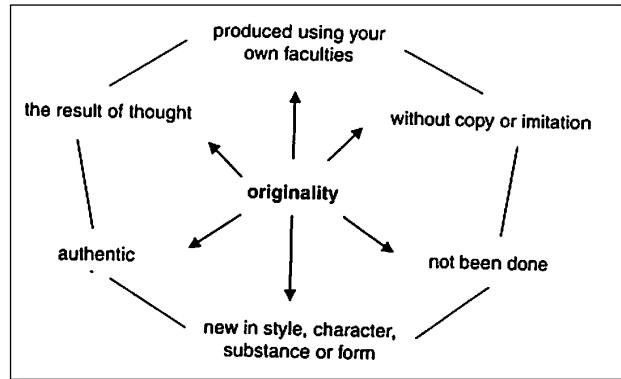 produced using your
own faculties
the result of thought
without copy or imitation
originality
authentic
not been done
new in style, character,
substance or form